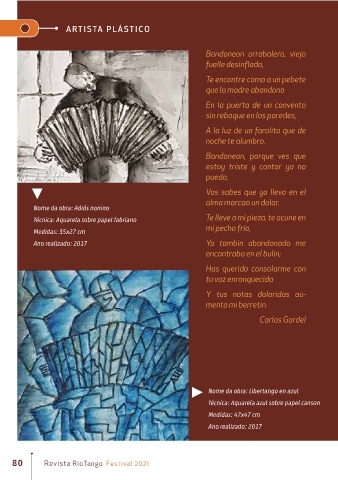 ARTISTA PLÁSTICO
Bandoneon arrabalero, viejo
fuelle desinflado,
Te encontre como a un pebete
que la madre abandona
En la puerta de un convento
sin reboque en las paredes,
A la luz de un farolito que de
noche te alumbro.
Bandoneon, porque ves que
estoy triste y cantar ya no
puedo,
Vos sabes que yo llevo en el
alma marcao un dolor.
Te lleve a mi pieza, te acune en
mi pecho frio,
Yo tambin abandonado me
encontraba en el bulin;
Has querido consolarme con
tu voz enronquecida
Y tus notas doloridas au-
mento mi berretin.
Carlos Gardel
Nome da obra: Adiós nonino
Técnica: Aquarela sobre papel fabriano
Medidas: 35x27 cm
Ano realizado: 2017
Nome da obra: Libertango en azul
Técnica: Aquarela azul sobre papel canson
Medidas: 47x47 cm
Ano realizado: 2017
80 Revista RioTango Festival 2021